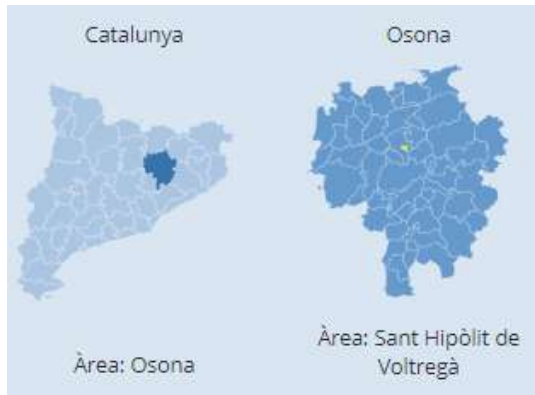 Catalunya
Osona
Àrea: Osona
Àrea: Sant Hipòlit de
Voltregà